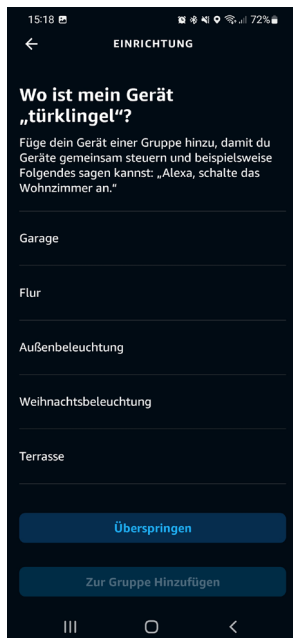 15:18 72%
EINRICHTUNG
Wo ist mein Gerät
„türklingel“?
Füge dein Gerät einer Gruppe hinzu, damit du
Geräte gemeinsam steuern und beispielsweise
Folgendes sagen kannst: „Alexa, schalte das
Wohnzimmer an.“
Garage
Flur
Außenbeleuchtung
Weihnachtsbeleuchtung
Terrasse
Überspringen
Zur Gruppe Hinzufügen